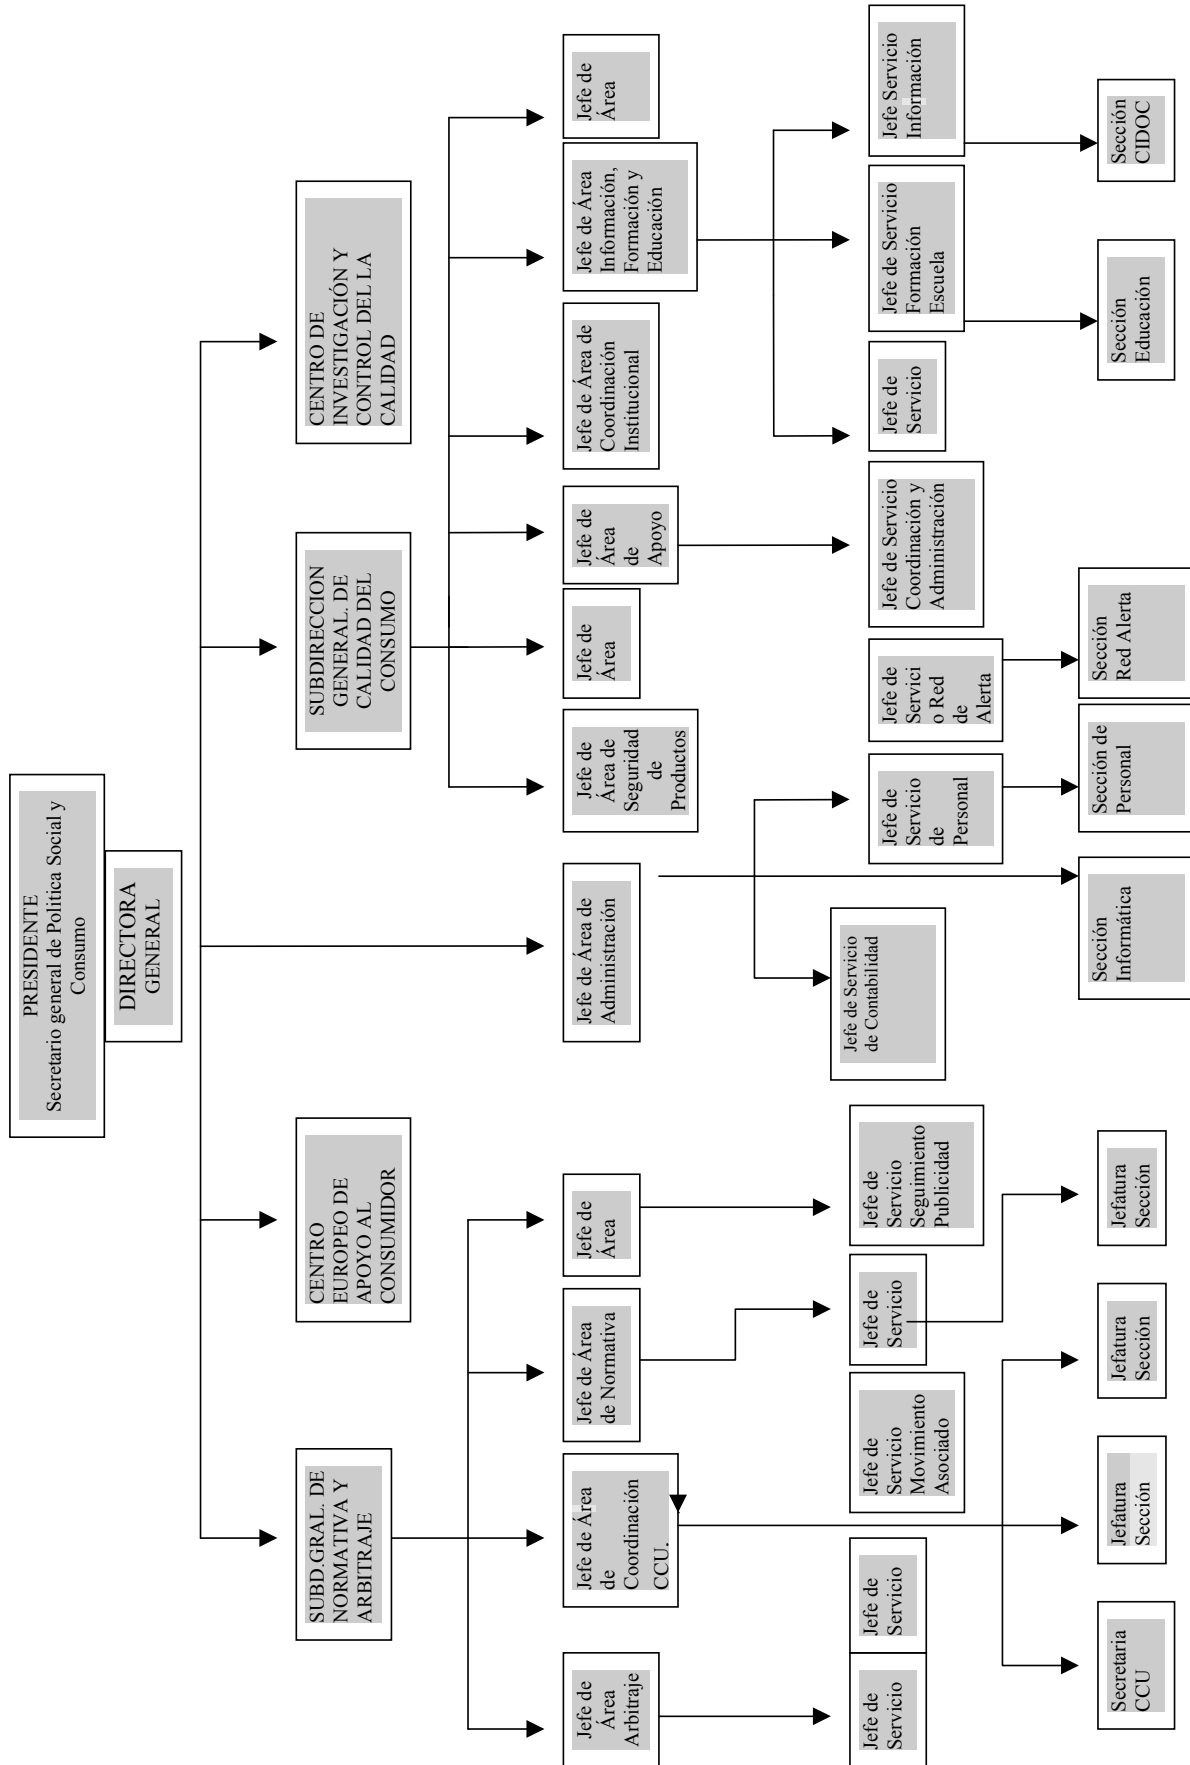 PRESIDENTE
Secretario general de Política Social y
Consumo
DIRECTORA
GENERAL
SUBD.GRAL. DE
NORMATIVA Y
ARBITRAJE
CENTRO
EUROPEO DE
APOYO AL
CONSUMIDOR
SUBDIRECCION
GENERAL. DE
CALIDAD DEL
CONSUMO
CENTRO DE
INVESTIGACIÓN Y
CONTROL DEL LA
CALIDAD
Jefe de
Área
Arbitraje
Jefe de Área
de
Coordinación
CCU.
Jefe de Área
de Normativa
Jefe de
Área
Jefe de Área de
Administración
Jefe de
Área de
Seguridad
de
Productos
Jefe de
Área
Jefe de
Área
de
Apoyo
Jefe de Área de
Coordinación
Institucional
Jefe de Área
Información,
Formación y
Educación
Jefe de
Área
Jefe de
Servicio
Jefe de
Servicio
Jefe de
Servicio
Movimiento
Asociado
Jefe de
Servicio
Jefe de
Servicio
Seguimiento
Publicidad
Jefe de Servicio
de Contabilidad
Jefe de
Servicio
de
Personal
Jefe de
Servici
o Red
de
Alerta
Jefe de Servicio
Coordinación y
Administración
Jefe de
Servicio
Jefe de Servicio
Formación
Escuela
Jefe Servicio
Información
Secretaria
CCU
Jefatura
Sección
Jefatura
Sección
Jefatura
Sección
Sección
Informática
Sección de
Personal
Sección
Red Alerta
Sección
Educación
Sección
CIDOC